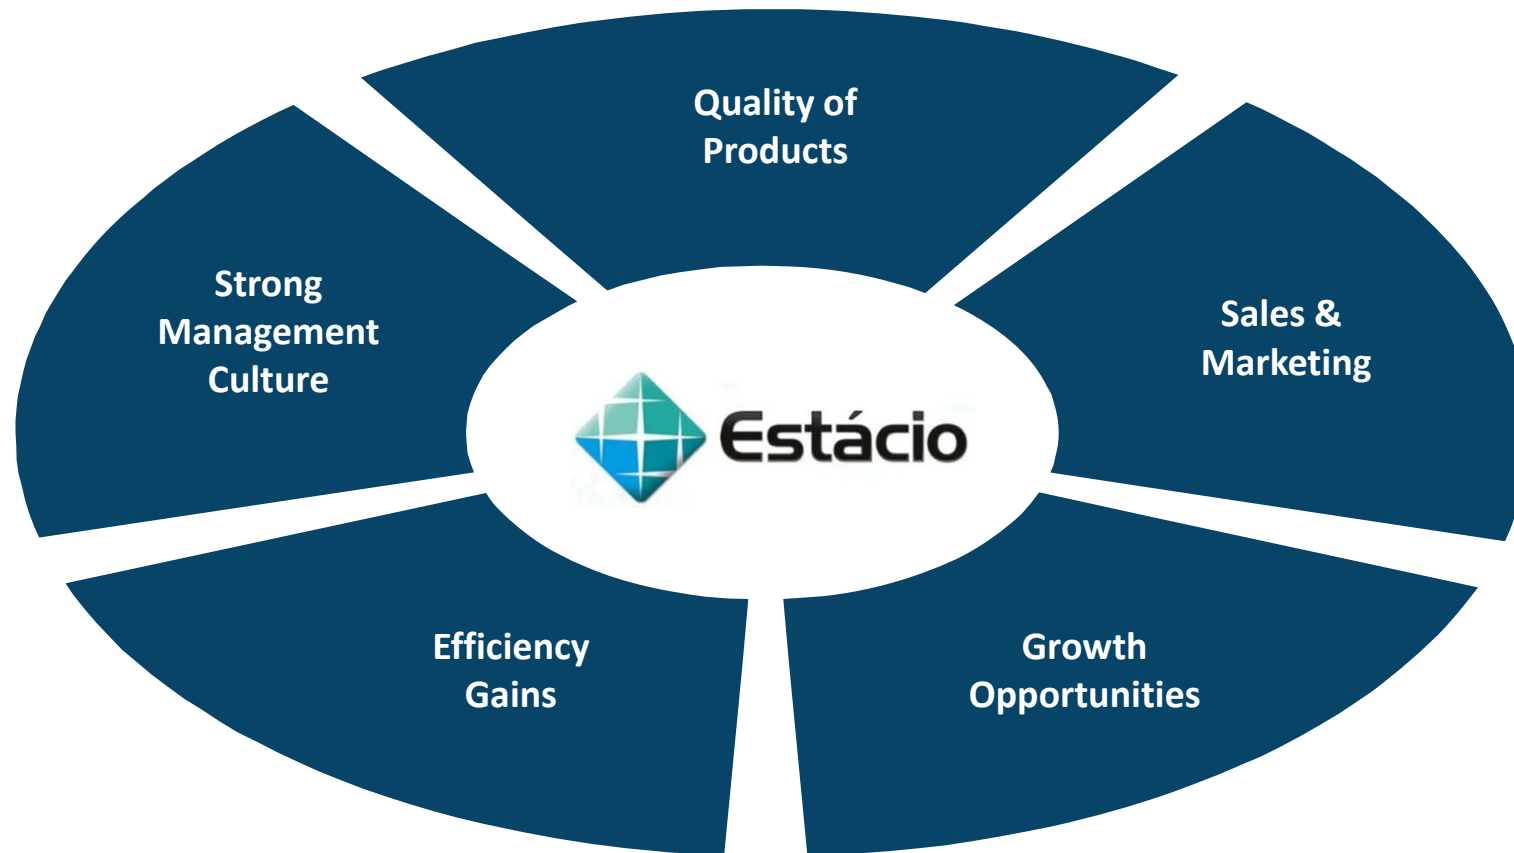 Quality of
Products
Strong
Management
Culture
Sales &
Marketing
Estácio
Efficiency
Gains
Growth
Opportunities